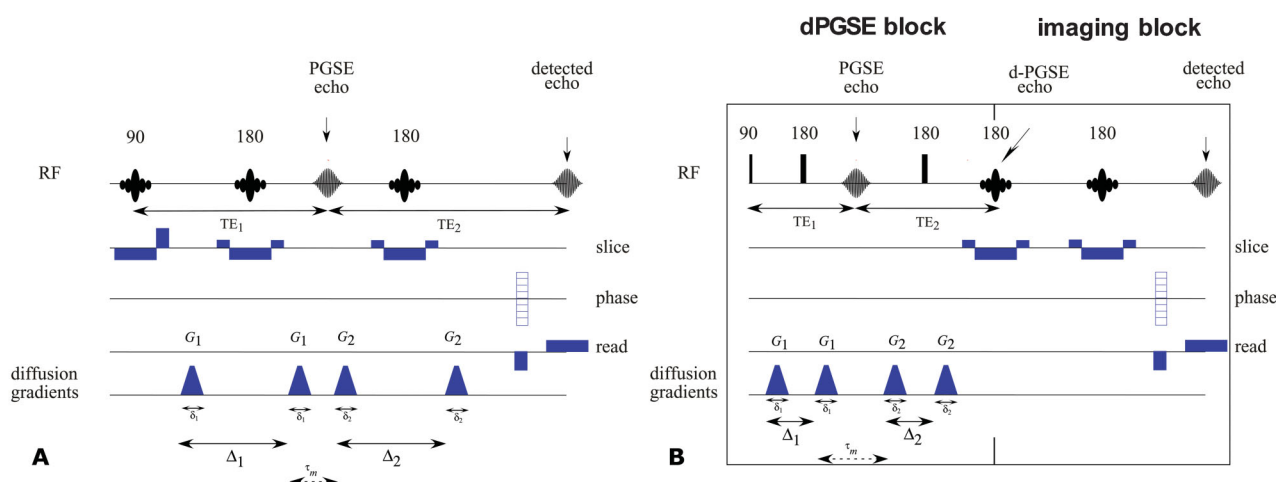 dPGSE block imaging block
PGSE echo
detected echo
90 180 180
RF
TE1 TE2
slice
phase
G1 G1 G2 G2
read
diffusion gradients
δ1 δ1 δ2 δ2
Δ1 Δ2
τm
A
PGSE echo
d-PGSE echo
detected echo
90 180 180 180 180
RF
TE1 TE2
slice
phase
G1 G1 G2 G2
read
diffusion gradients
δ1 δ1 δ2 δ2
Δ1 Δ2
τm
B